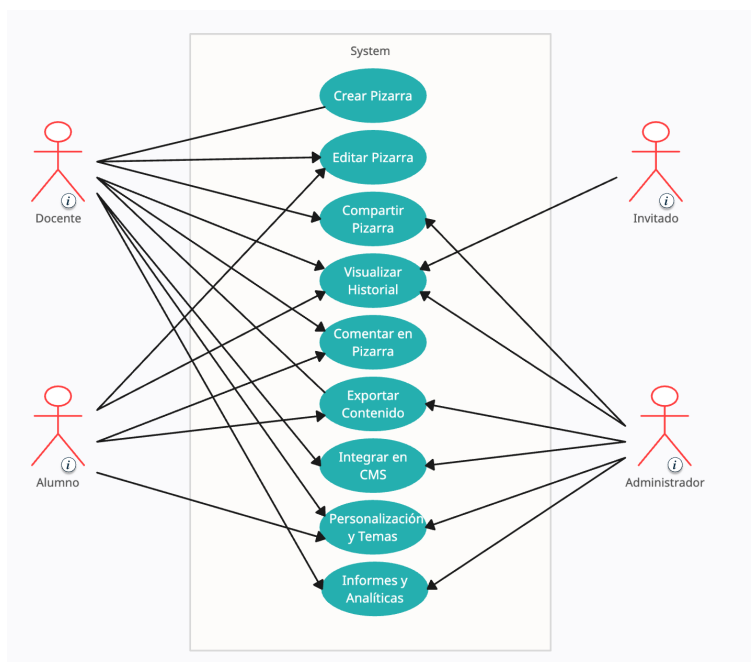 System
Crear Pizarra
Editar Pizarra
Compartir
Pizarra
Visualizar
Historial
Comentar en
Pizarra
Exportar
Contenido
Integrar en
CMS
Personalización
y Temas
Informes y
Analíticas
i
Docente
i
Alumno
i
Invitado
i
Administrador